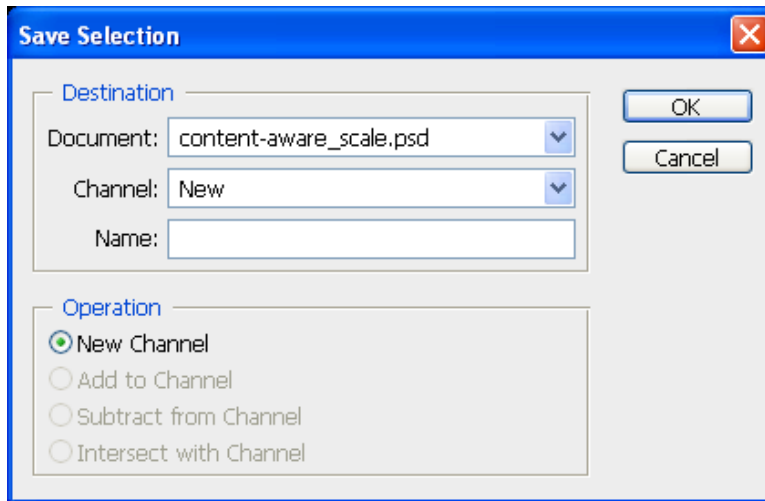 Save Selection
Destination
OK
Document: content-aware_scale.psd
Cancel
Channel: New
Name:
Operation
New Channel
Add to Channel
Subtract from Channel
Intersect with Channel